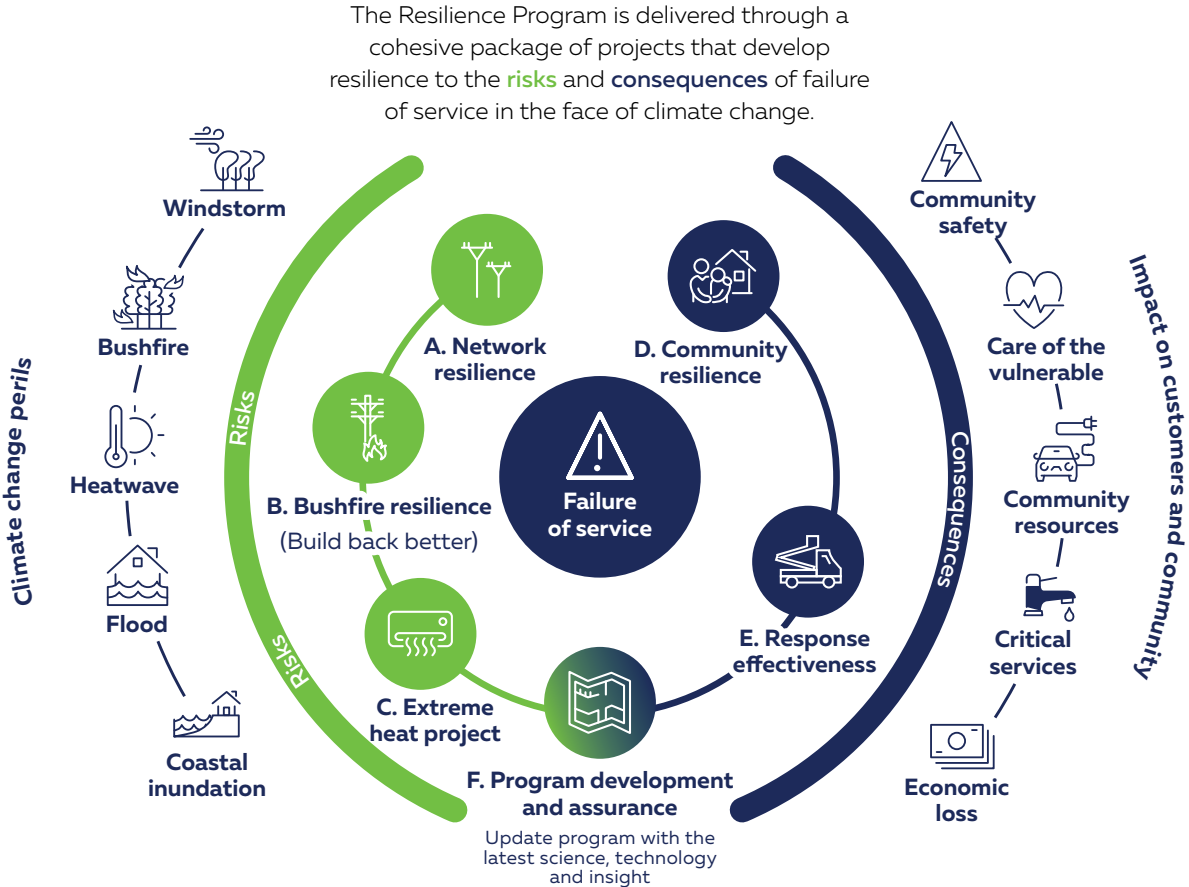 The Resilience Program is delivered through a
cohesive package of projects that develop
resilience to the risks and consequences of failure
of service in the face of climate change.
Climate change perils
Windstorm
Bushfire
Heatwave
Flood
Coastal
inundation
Risks
Risks
A. Network
resilience
B. Bushfire resilience
(Build back better)
C. Extreme
heat project
Failure
of service
D. Community
resilience
E. Response
effectiveness
F. Program development
and assurance
Update program with the
latest science, technology
and insight
Consequences
Community
safety
Care of the
vulnerable
Community
resources
Critical
services
Economic
loss
Impact on customers and community